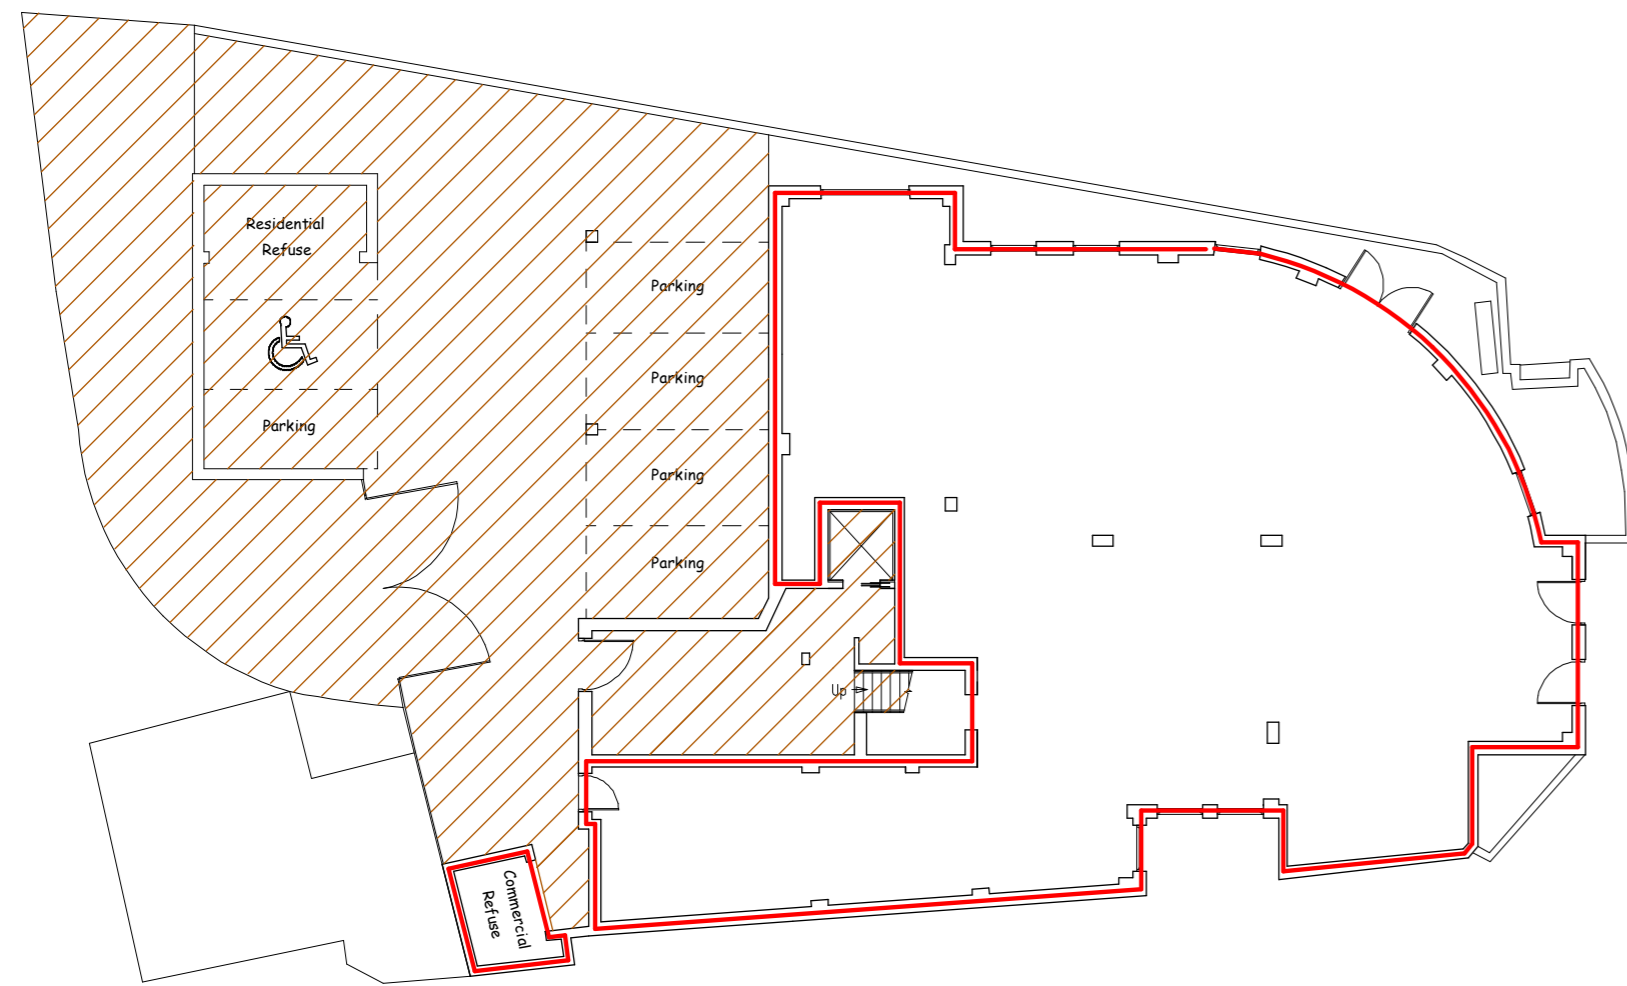 Residential
Refuse
Parking
Parking
Parking
Parking
Parking
Up
Commercial
Refuse